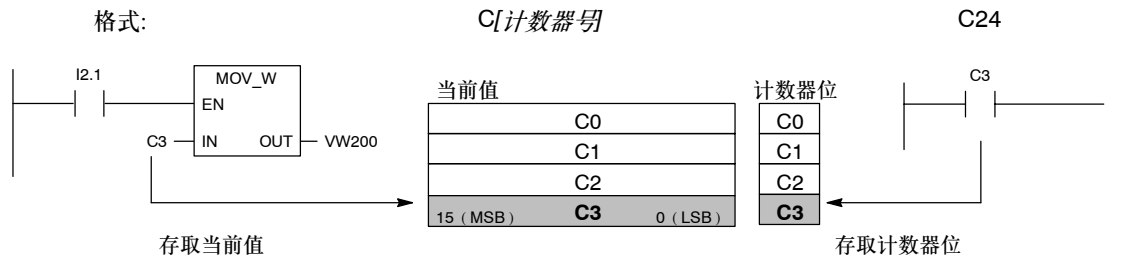 格式:
C[计数器号]
C24
I2.1
MOV_W
EN
C3
IN
OUT
VW200
存取当前值
当前值
C0
C1
C2
15（MSB） C3 0（LSB）
计数器位
C0
C1
C2
C3
C3
存取计数器位